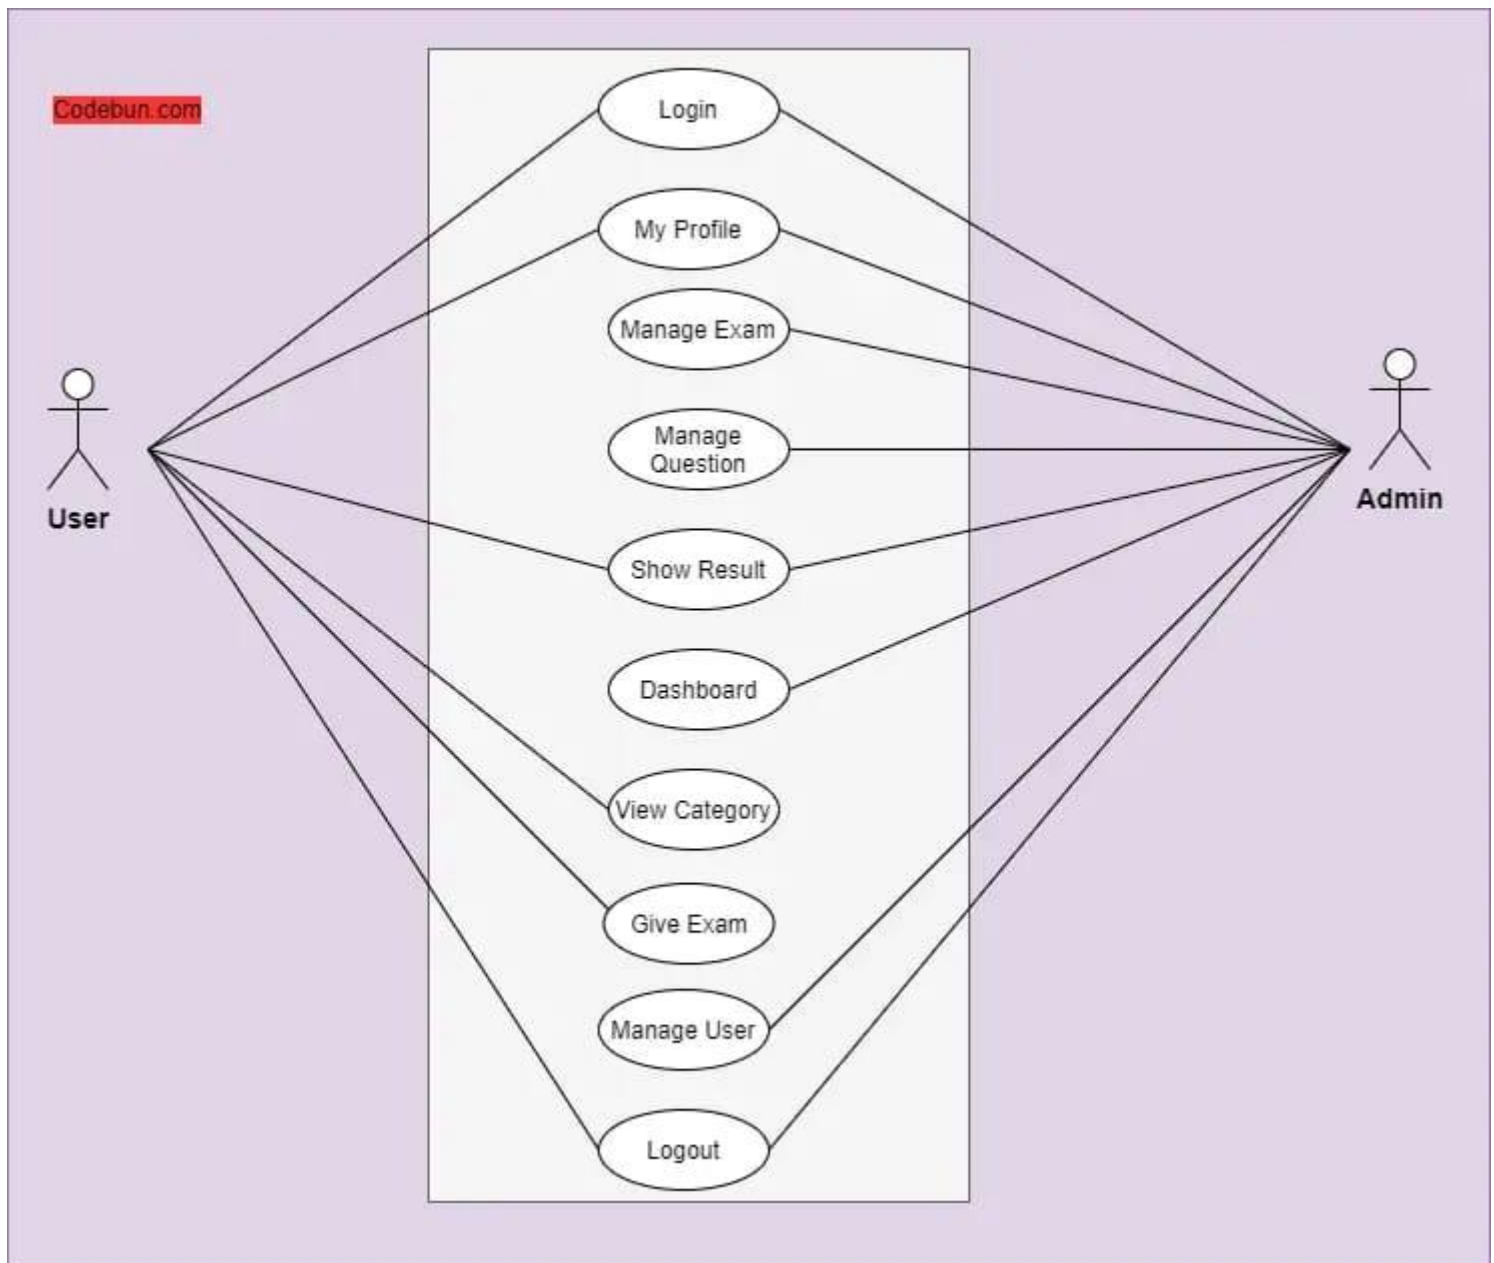 Codebun.com
Login
My Profile
Manage Exam
Manage
Question
User
Admin
Show Result
Dashboard
View Category
Give Exam
Manage User
Logout